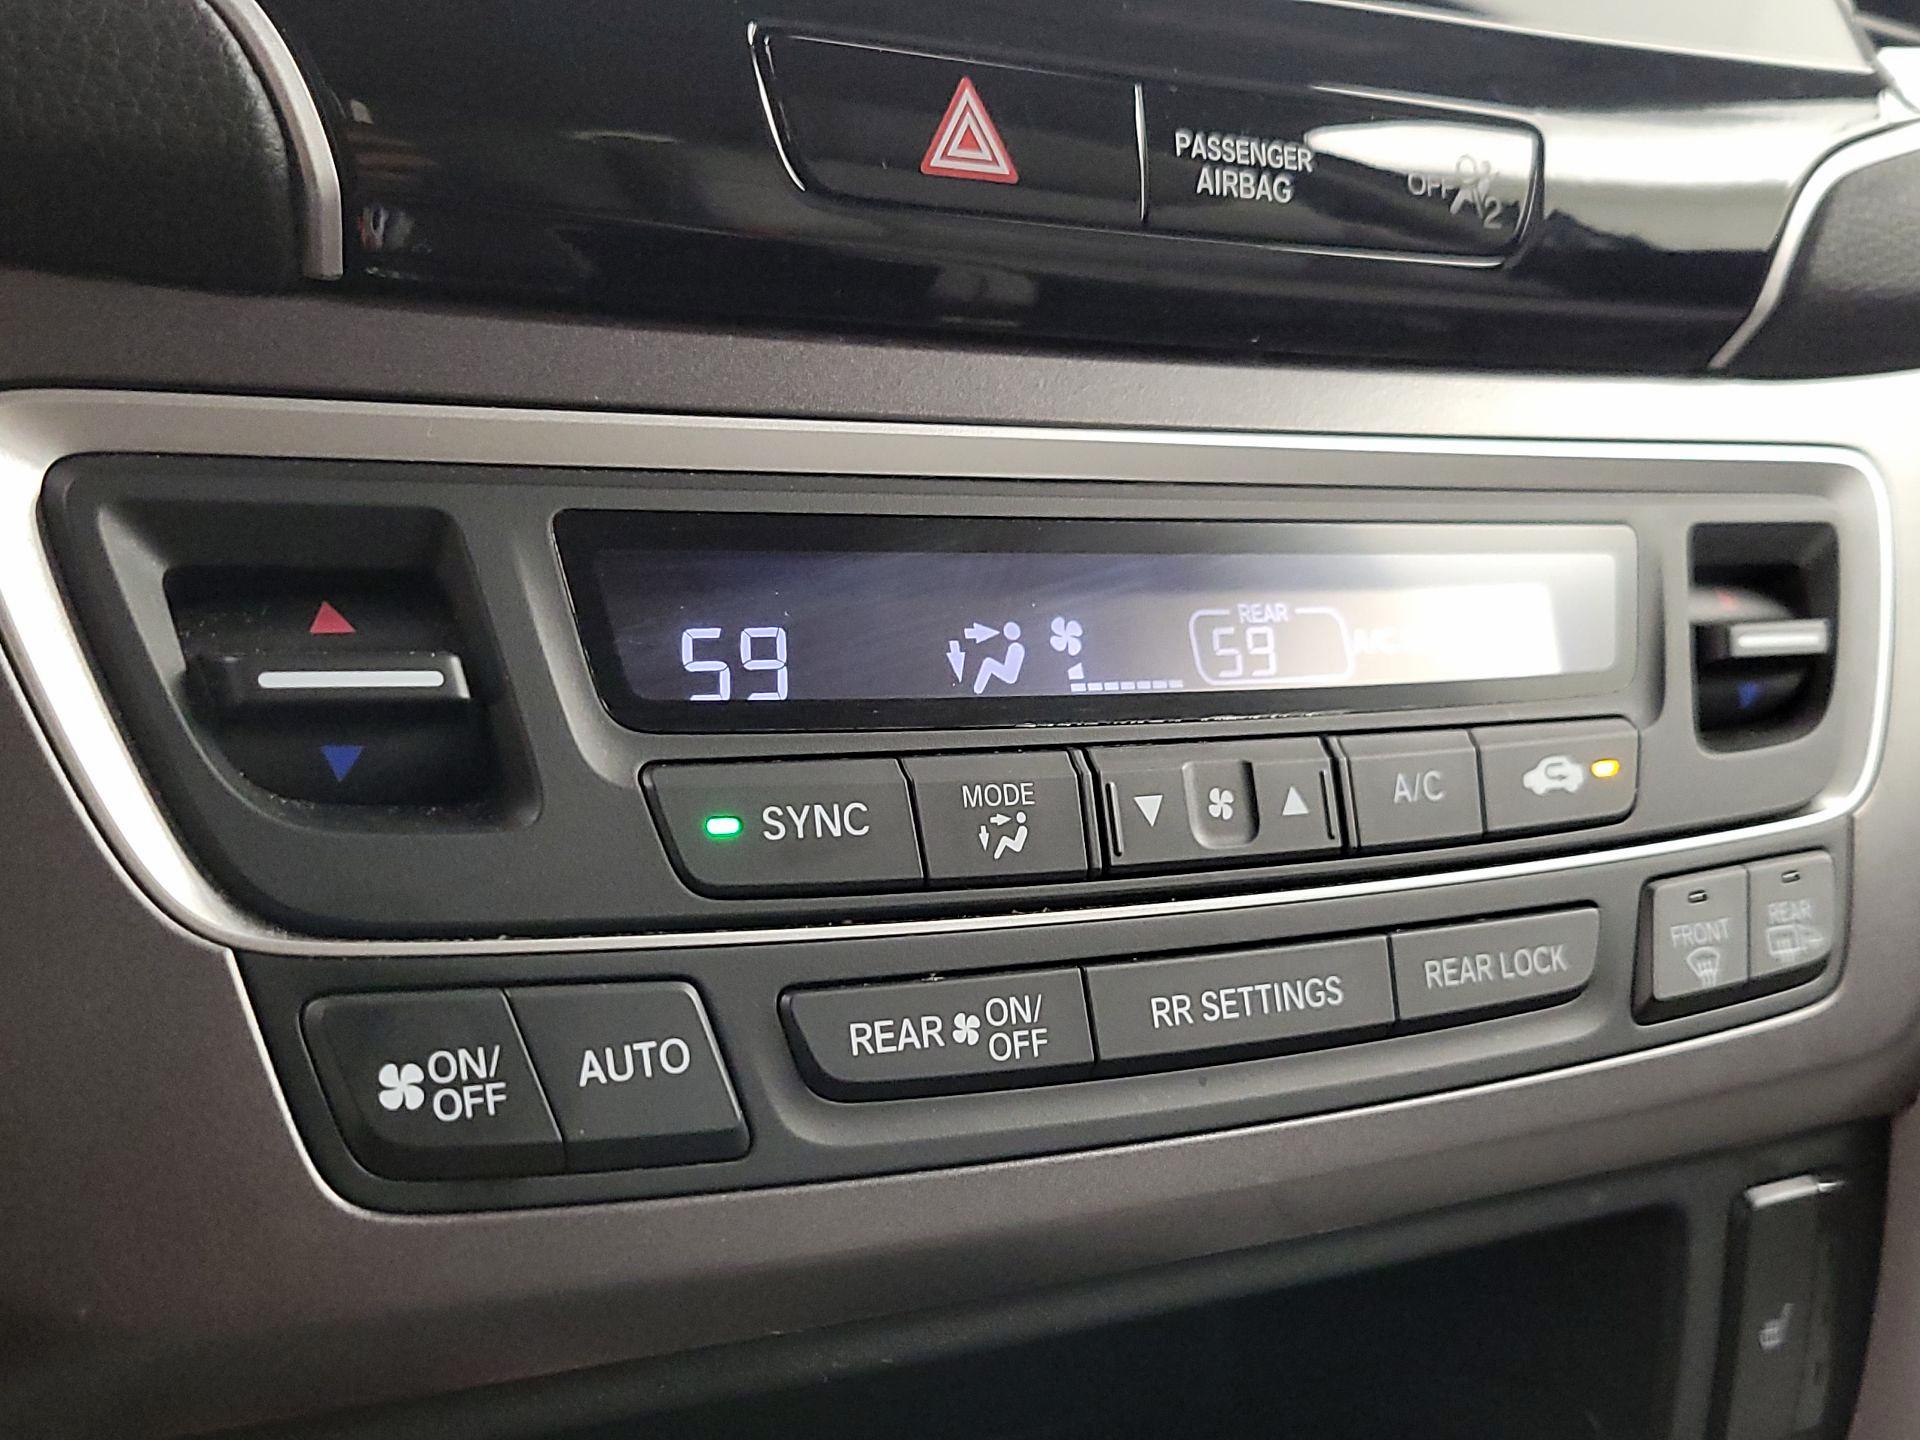 PASSENGER
AIRBAG
OFF
2
59
REAR
59
A/C
SYNC
MODE
A/C
FRONT
REAR
ON/
OFF
AUTO
REAR
ON/
OFF
RR SETTINGS
REAR LOCK